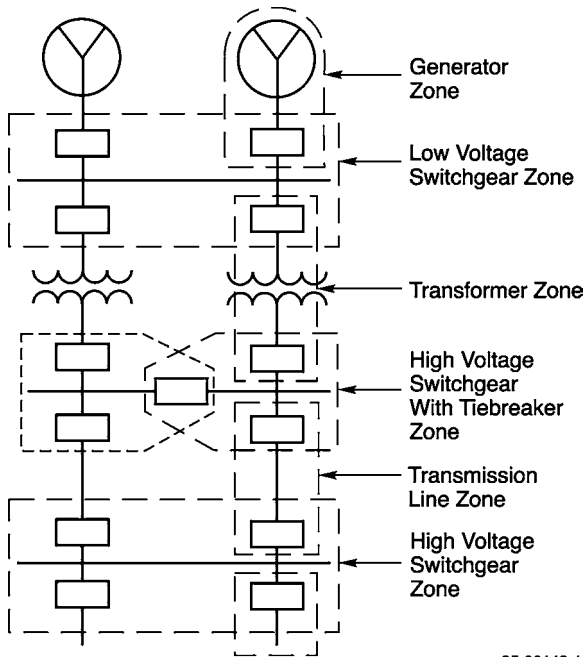 Generator
Zone
Low Voltage
Switchgear Zone
Transformer Zone
High Voltage
Switchgear
With Tiebreaker
Zone
Transmission
Line Zone
High Voltage
Switchgear
Zone